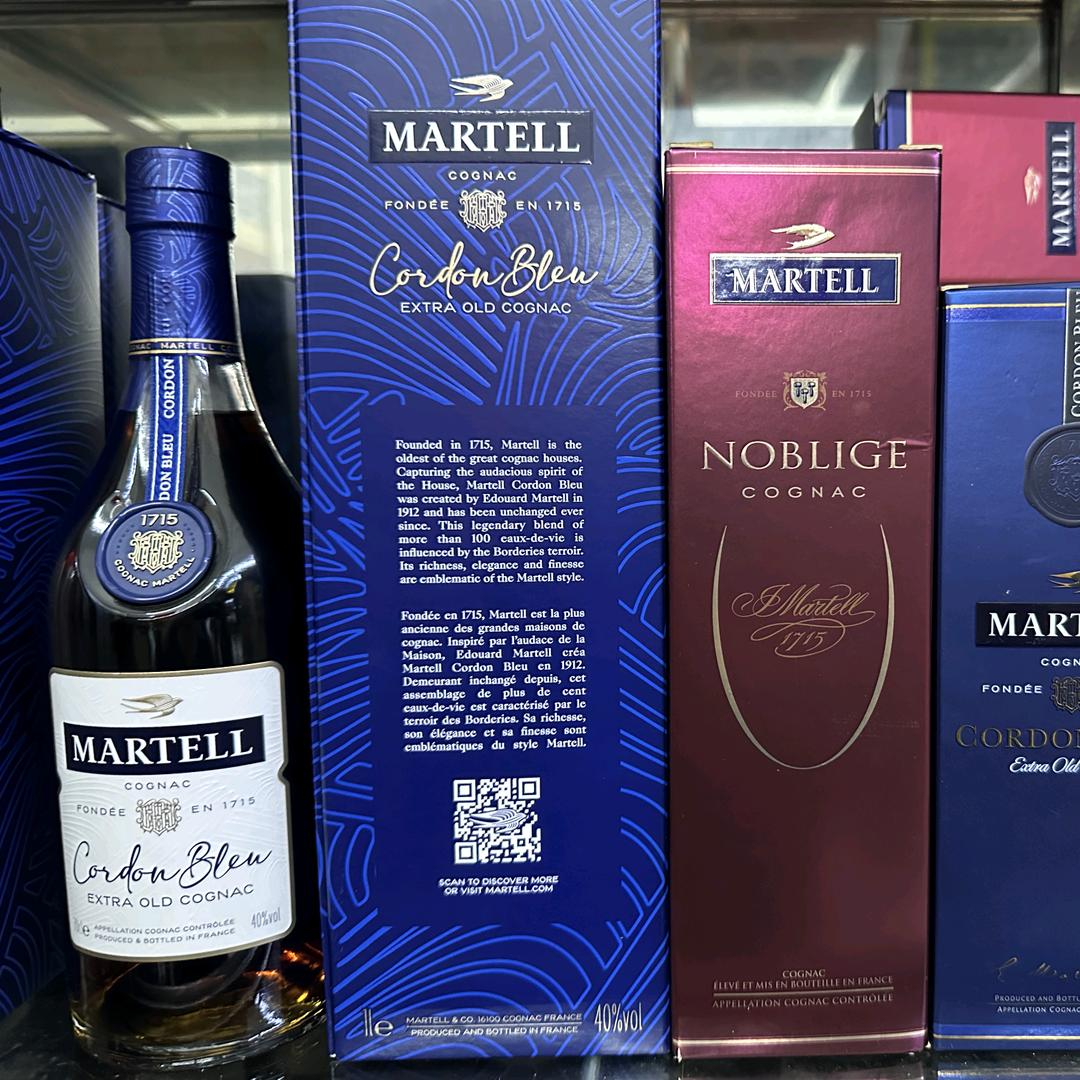 MARTELL
CORDON BLEU
CORDON
1715
COGNAC MARTELL
MARTELL
COGNAC
FONDÉE EN 1715
Cordon Bleu
EXTRA OLD COGNAC
APPELLATION COGNAC CONTRÔLÉE
PRODUCED & BOTTLED IN FRANCE
40%vol
MARTELL
COGNAC
FONDÉE EN 1715
Cordon Bleu
EXTRA OLD COGNAC
Founded in 1715, Martell is the
oldest of the great cognac houses.
Capturing the audacious spirit of
the House, Martell Cordon Bleu
was created by Edouard Martell in
1912 and has been unchanged ever
since. This legendary blend of
more than 100 eaux-de-vie is
influenced by the Borderies terroir.
Its richness, elegance and finesse
are emblematic of the Martell style.
Fondée en 1715, Martell est la plus
ancienne des grandes maisons de
cognac. Inspiré par l'audace de la
Maison, Edouard Martell créa
Martell Cordon Bleu en 1912.
Demeurant inchangé depuis, cet
assemblage de plus de cent
eaux-de-vie est caractérisé par le
terroir des Borderies. Sa richesse,
son élégance et sa finesse sont
emblématiques du style Martell.
SCAN TO DISCOVER MORE
OR VISIT MARTELL.COM
1le
MARTELL & CO. 16100 COGNAC FRANCE
PRODUCED AND BOTTLED IN FRANCE
40%vol
MARTELL
FONDÉE EN 1715
NOBLIGE
COGNAC
J Martell
1715
COGNAC
ÉLEVÉ ET MIS EN BOUTEILLE EN FRANCE
APPELLATION COGNAC CONTRÔLÉE
MARTELL
CORDON BLEU
MART
COGN
FONDÉE
CORDON
Extra Old
PRODUCED AND BOTTL
APPELLATION COGNAC